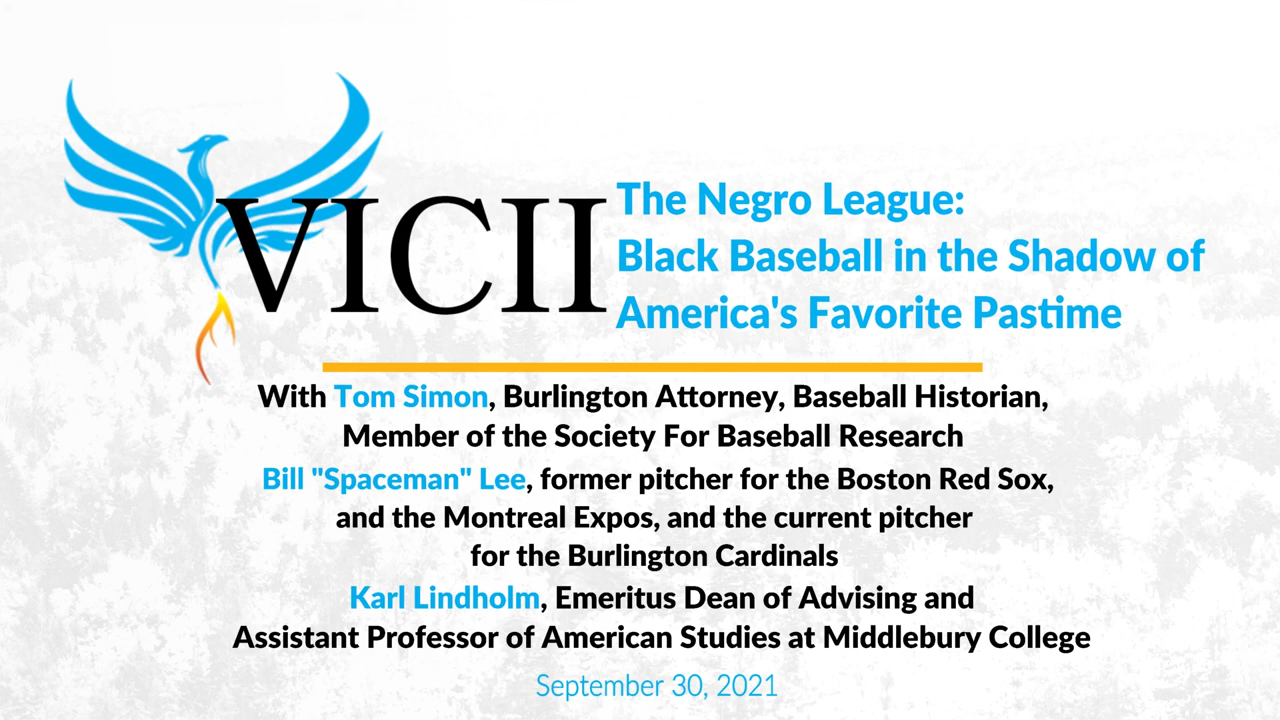 VICII
The Negro League:
Black Baseball in the Shadow of
America's Favorite Pastime
With Tom Simon, Burlington Attorney, Baseball Historian,
Member of the Society For Baseball Research
Bill "Spaceman" Lee, former pitcher for the Boston Red Sox,
and the Montreal Expos, and the current pitcher
for the Burlington Cardinals
Karl Lindholm, Emeritus Dean of Advising and
Assistant Professor of American Studies at Middlebury College
September 30, 2021